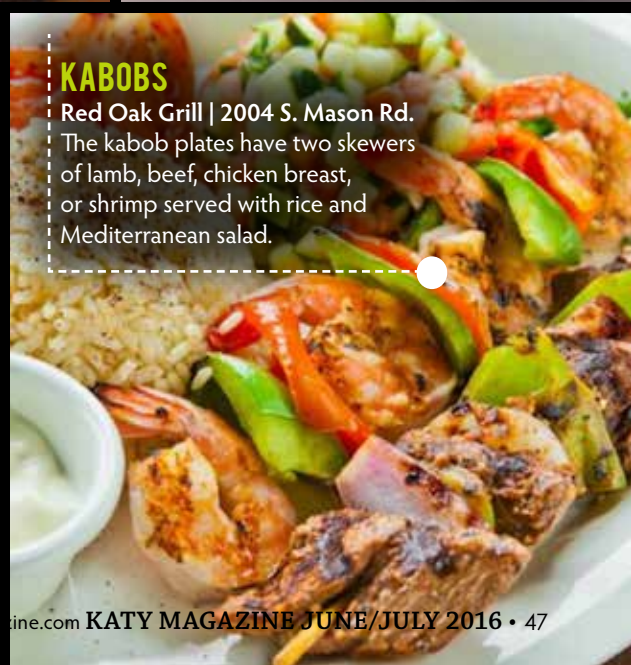 KABOBS
Red Oak Grill | 2004 S. Mason Rd.
The kabob plates have two skewers
of lamb, beef, chicken breast,
or shrimp served with rice and
Mediterranean salad.
zine.com KATY MAGAZINE JUNE/JULY 2016 • 47